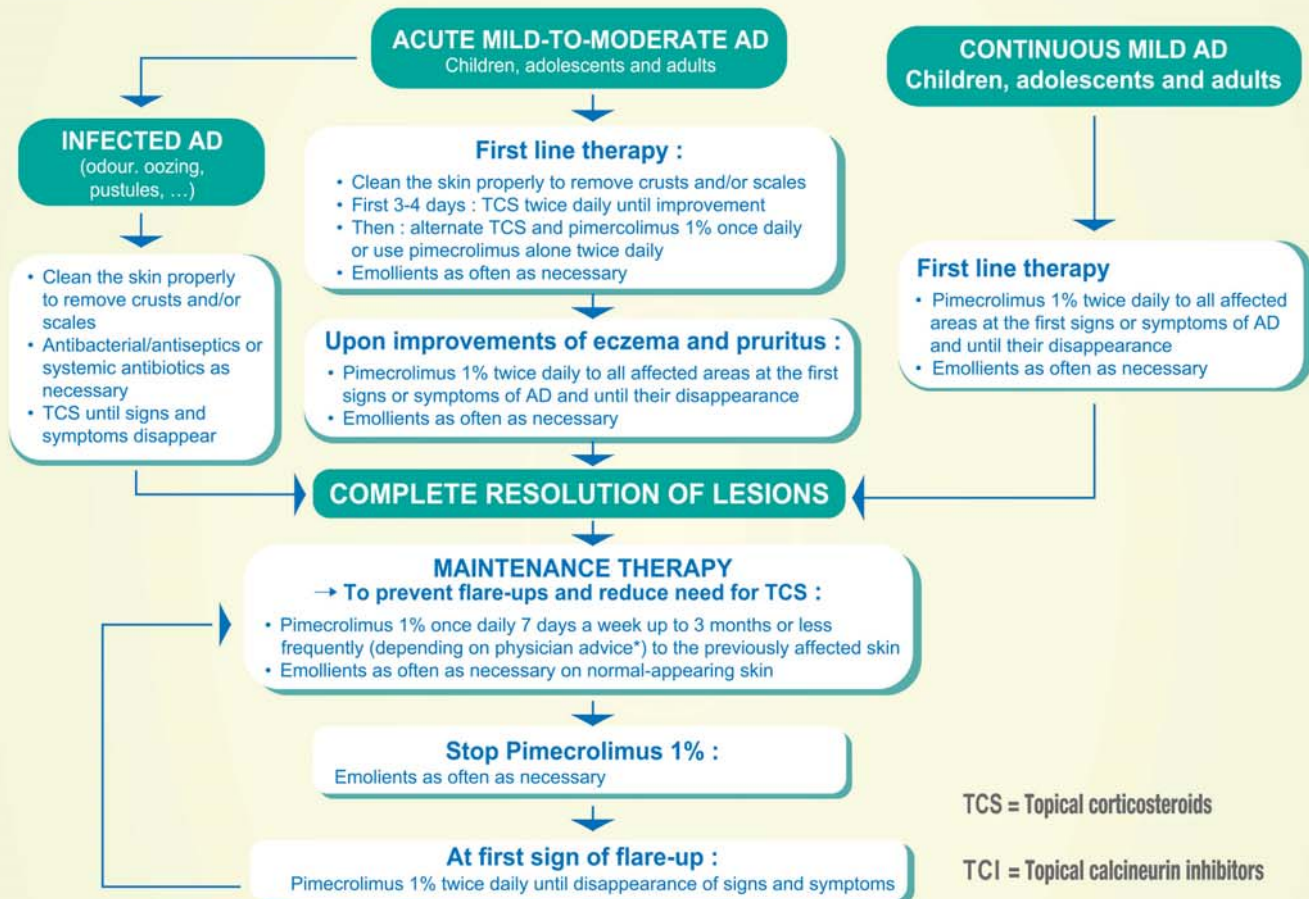 ACUTE MILD-TO-MODERATE AD
Children, adolescents and adults
CONTINUOUS MILD AD
Children, adolescents and adults
INFECTED AD
(odour. oozing,
pustules, ...)
• Clean the skin properly
to remove crusts and/or
scales
• Antibacterial/antiseptics or
systemic antibiotics as
necessary
• TCS until signs and
symptoms disappear
First line therapy :
• Clean the skin properly to remove crusts and/or scales
• First 3-4 days : TCS twice daily until improvement
• Then : alternate TCS and pimercolimus 1% once daily
or use pimecrolimus alone twice daily
• Emollients as often as necessary
Upon improvements of eczema and pruritus :
• Pimecrolimus 1% twice daily to all affected areas at the first
signs or symptoms of AD and until their disappearance
• Emollients as often as necessary
First line therapy
• Pimecrolimus 1% twice daily to all affected
areas at the first signs or symptoms of AD
and until their disappearance
• Emollients as often as necessary
COMPLETE RESOLUTION OF LESIONS
MAINTENANCE THERAPY
→ To prevent flare-ups and reduce need for TCS :
• Pimecrolimus 1% once daily 7 days a week up to 3 months or less
frequently (depending on physician advice*) to the previously affected skin
• Emollients as often as necessary on normal-appearing skin
Stop Pimecrolimus 1% :
Emolients as often as necessary
At first sign of flare-up :
Pimecrolimus 1% twice daily until disappearance of signs and symptoms
TCS = Topical corticosteroids
TCI = Topical calcineurin inhibitors